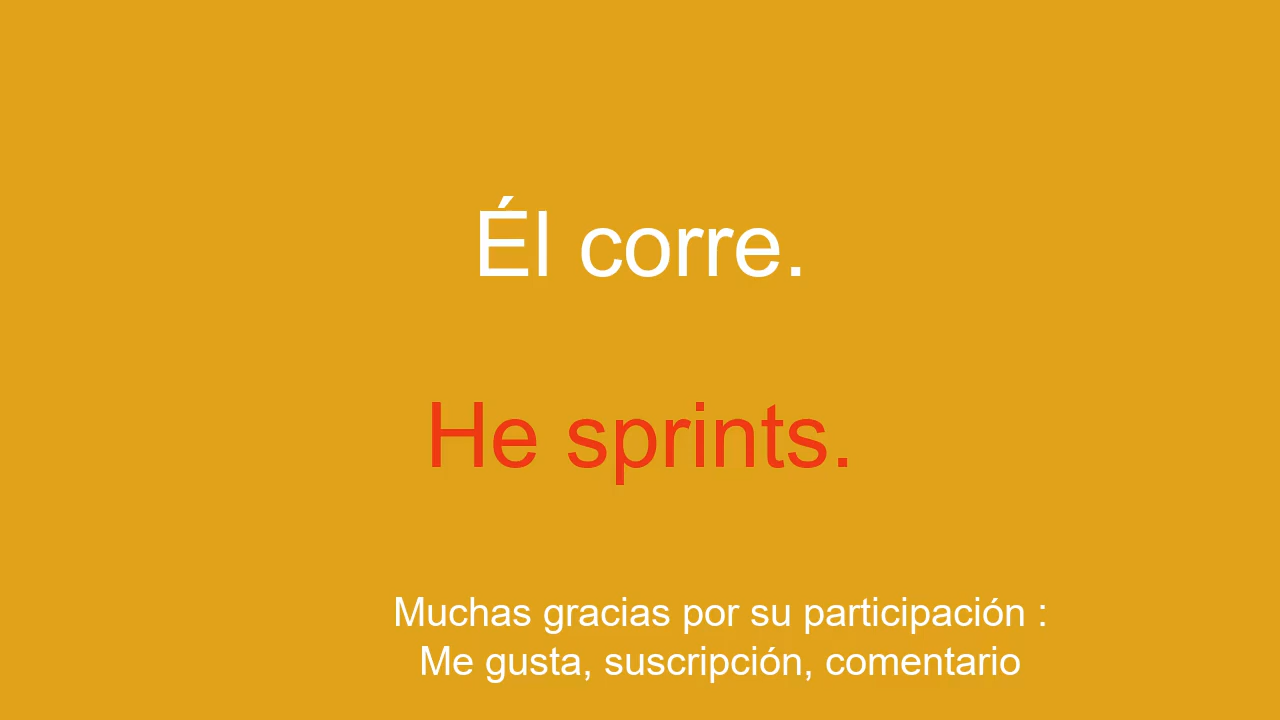 Él corre.
He sprints.
Muchas gracias por su participación :
Me gusta, suscripción, comentario